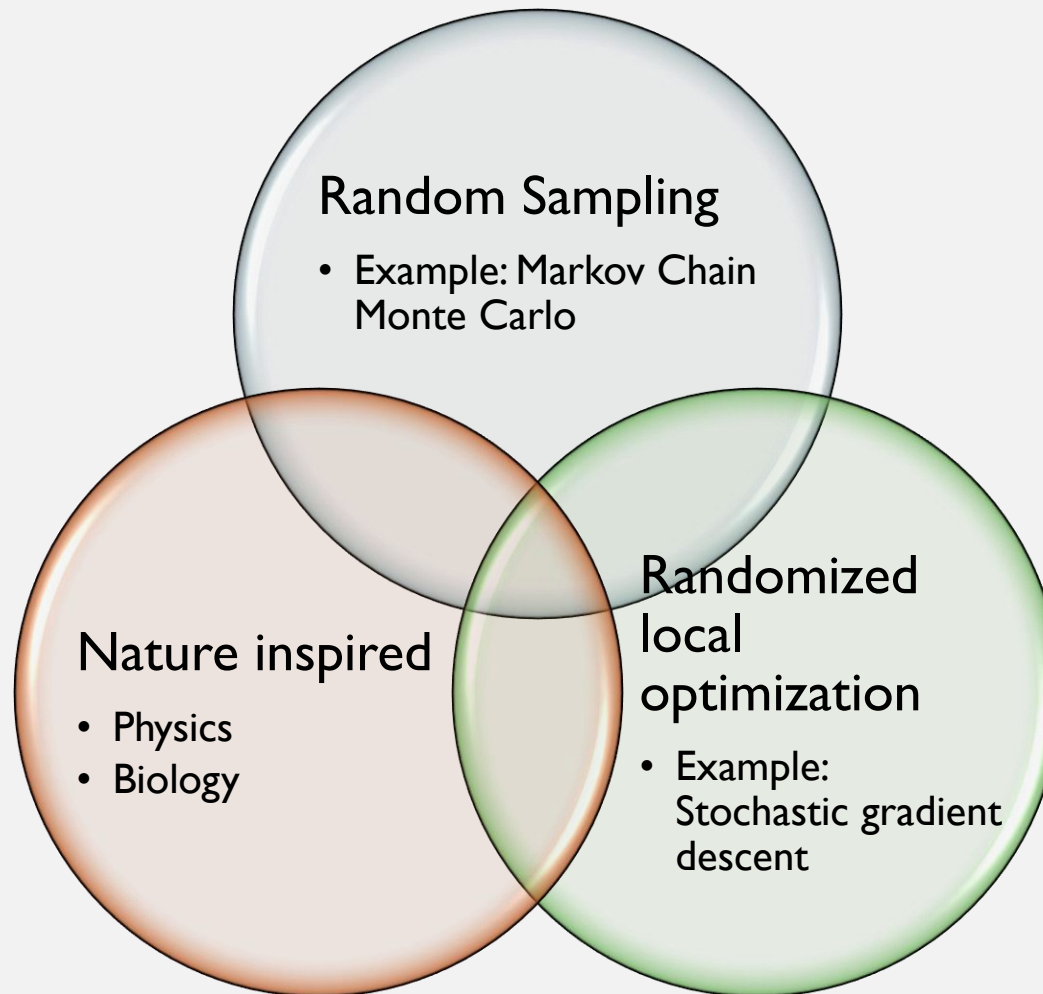 Random Sampling
• Example: Markov Chain
Monte Carlo
Nature inspired
• Physics
• Biology
Randomized
local
optimization
• Example:
Stochastic gradient
descent